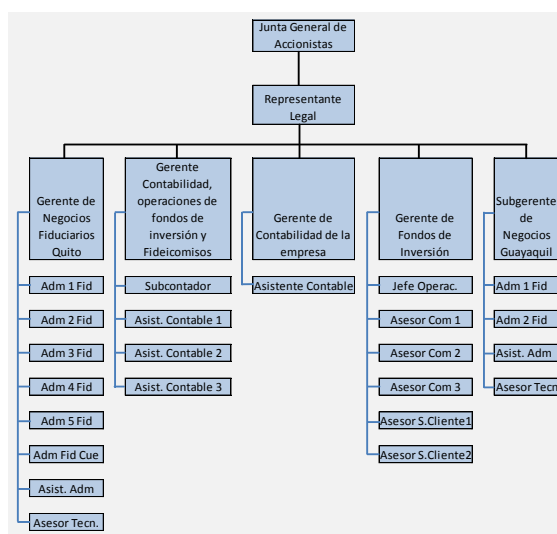 Junta General de
Accionistas
Representante
Legal
Gerente de
Negocios
Fiduciarios
Quito
Adm 1 Fid
Adm 2 Fid
Adm 3 Fid
Adm 4 Fid
Adm 5 Fid
Adm Fid Cue
Asist. Adm
Asesor Tecn.
Gerente
Contabilidad,
operaciones de
fondos de
inversión y
Fideicomisos
Subcontador
Asist. Contable 1
Asist. Contable 2
Asist. Contable 3
Gerente de
Contabilidad de la
empresa
Asistente Contable
Gerente de
Fondos de
Inversión
Jefe Operac.
Asesor Com 1
Asesor Com 2
Asesor Com 3
Asesor S.Cliente1
Asesor S.Cliente2
Subgerente
de
Negocios
Guayaquil
Adm 1 Fid
Adm 2 Fid
Asist. Adm
Asesor Tecn